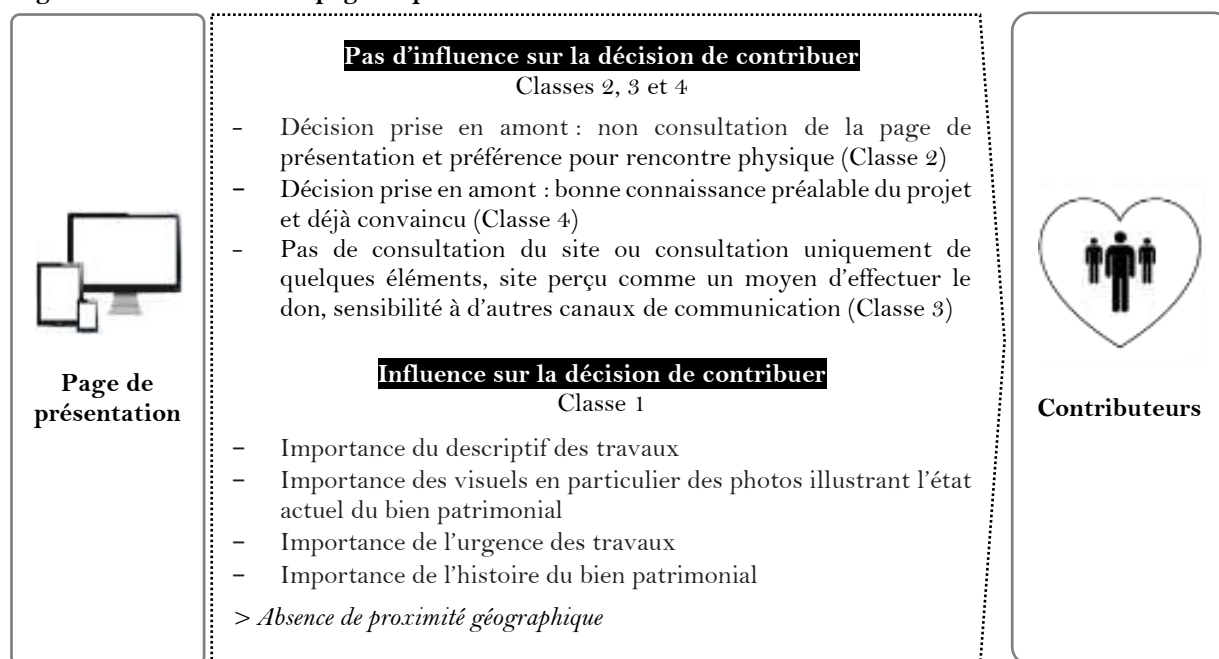 Pas d'influence sur la décision de contribuer
Classes 2, 3 et 4
- Décision prise en amont : non consultation de la page de
présentation et préférence pour rencontre physique (Classe 2)
- Décision prise en amont : bonne connaissance préalable du projet
et déjà convaincu (Classe 4)
- Pas de consultation du site ou consultation uniquement de
quelques éléments, site perçu comme un moyen d'effectuer le
don, sensibilité à d'autres canaux de communication (Classe 3)
Page de
présentation
Influence sur la décision de contribuer
Classe 1
- Importance du descriptif des travaux
- Importance des visuels en particulier des photos illustrant l'état
actuel du bien patrimonial
- Importance de l'urgence des travaux
- Importance de l'histoire du bien patrimonial
> Absence de proximité géographique
Contributeurs